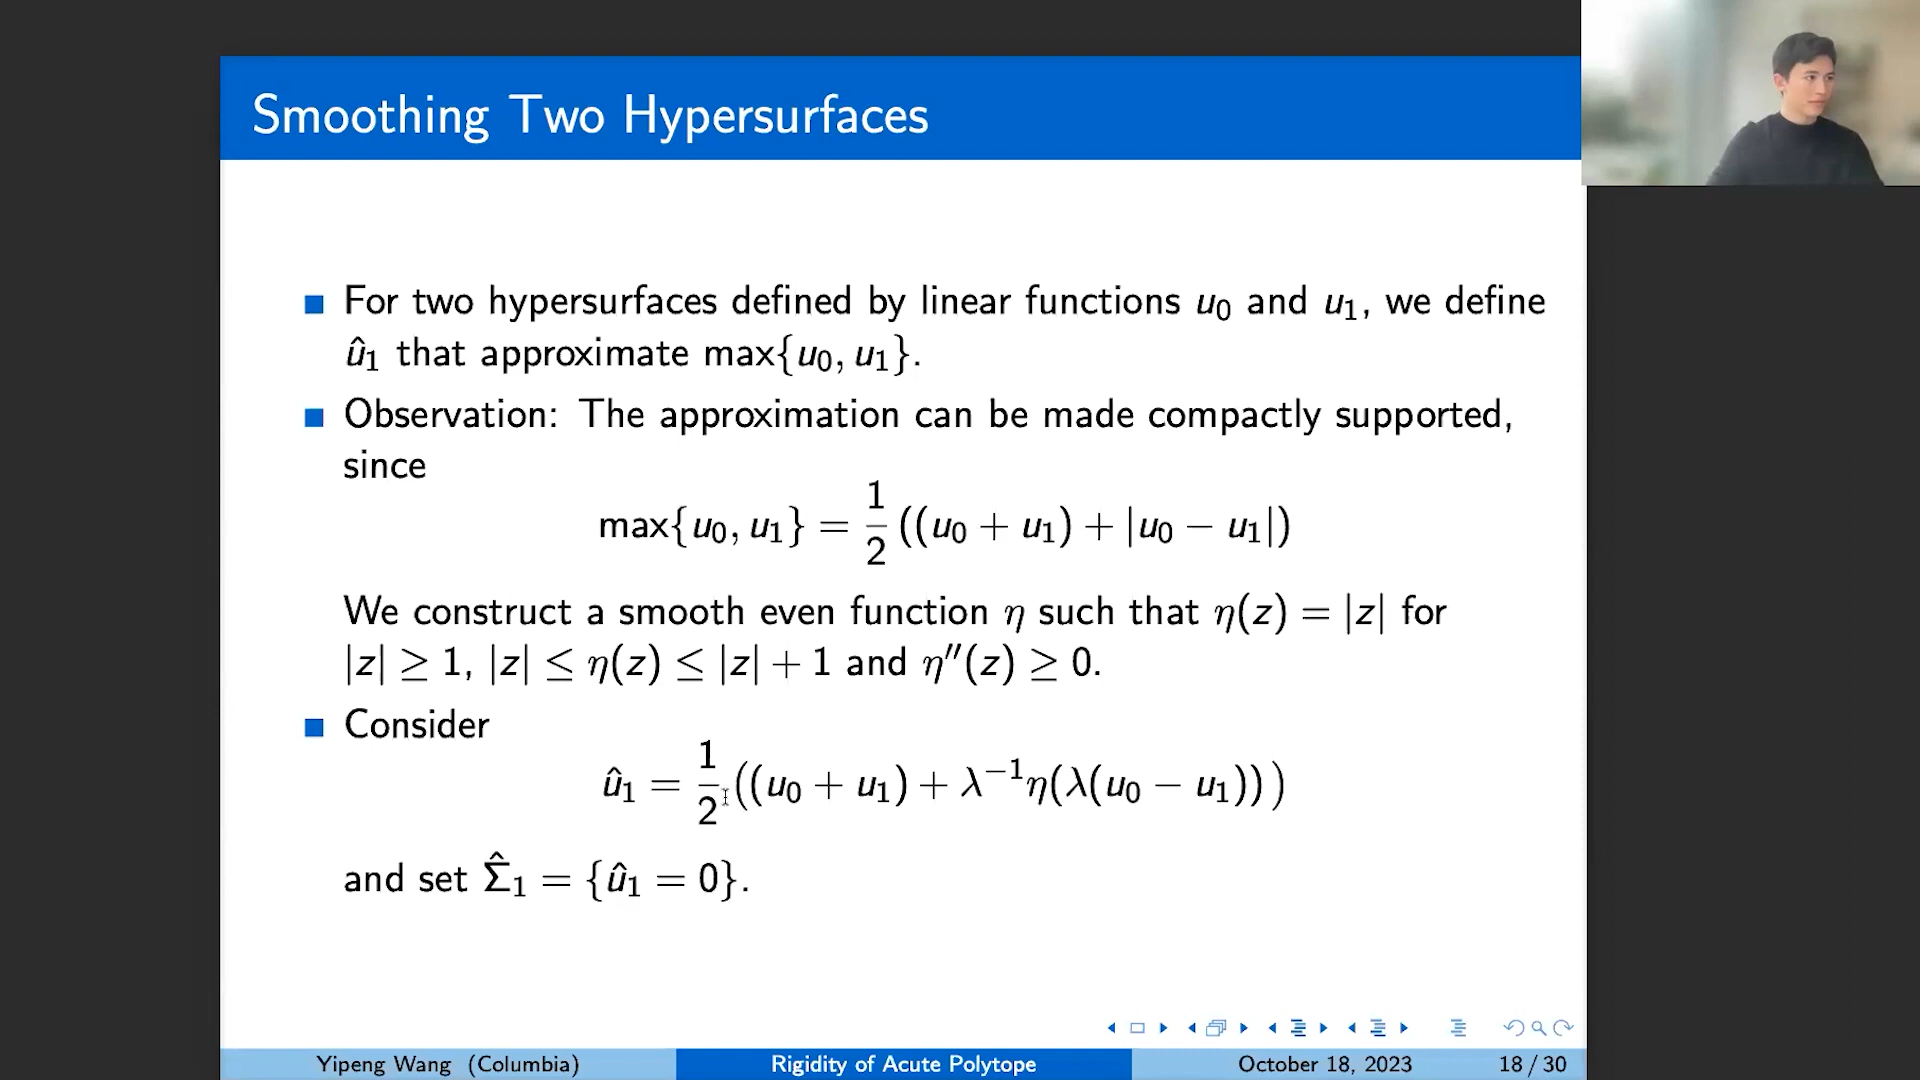 Smoothing Two Hypersurfaces
For two hypersurfaces defined by linear functions u₀ and u₁, we define
û₁ that approximate max{u₀, u₁}.
Observation: The approximation can be made compactly supported,
since
max{u₀, u₁} = 1/2 ((u₀ + u₁) + |u₀ − u₁|)
We construct a smooth even function η such that η(z) = |z| for
|z| ≥ 1, |z| ≤ η(z) ≤ |z| + 1 and η″(z) ≥ 0.
Consider
û₁ = 1/2 ((u₀ + u₁) + λ⁻¹η(λ(u₀ − u₁)))
and set Σ̂₁ = {û₁ = 0}.
Yipeng Wang (Columbia) Rigidity of Acute Polytope October 18, 2023 18 / 30